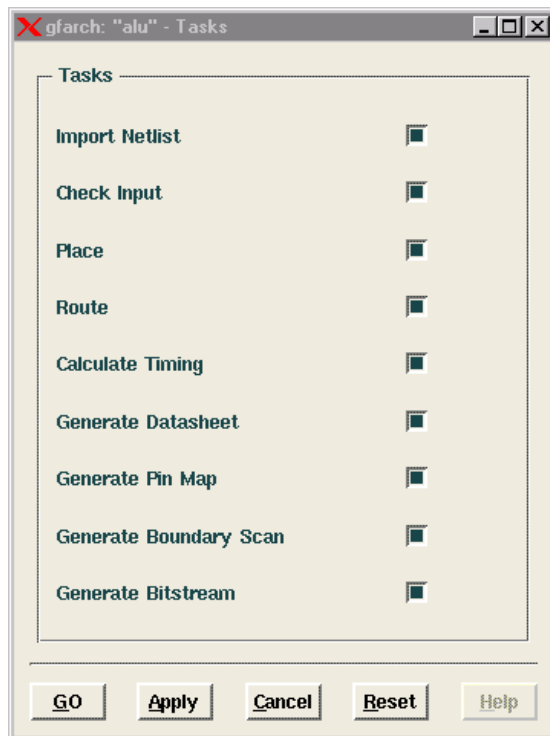 gfarch: "alu" - Tasks
Tasks
Import Netlist
Check Input
Place
Route
Calculate Timing
Generate Datasheet
Generate Pin Map
Generate Boundary Scan
Generate Bitstream
GO Apply Cancel Reset Help